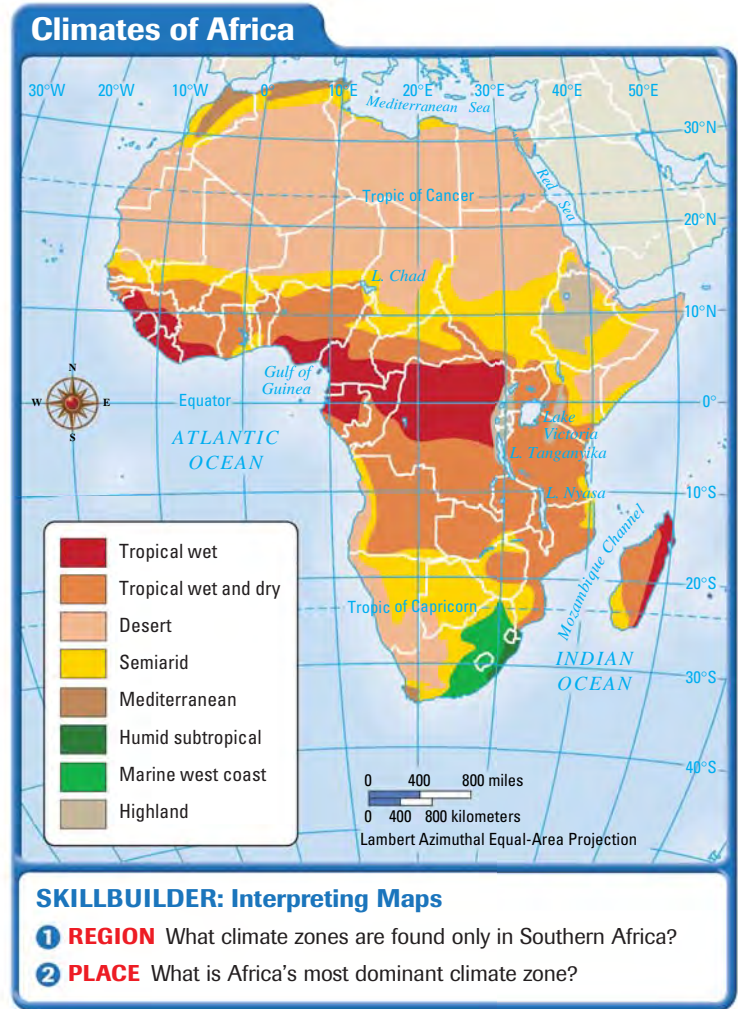 Climates of Africa
30°W 20°W 10°W 0° 10°E 20°E 30°E 40°E 50°E
Mediterranean Sea
30°N
Red Sea
Tropic of Cancer
20°N
L. Chad
10°N
N
W E
S
Gulf of
Guinea
Equator
0°
Lake
Victoria
ATLANTIC
OCEAN
L. Tanganyika
L. Nyasa
10°S
Mozambique Channel
20°S
Tropic of Capricorn
INDIAN
OCEAN
30°S
40°S
Tropical wet
Tropical wet and dry
Desert
Semiarid
Mediterranean
Humid subtropical
Marine west coast
Highland
0 400 800 miles
0 400 800 kilometers
Lambert Azimuthal Equal-Area Projection
SKILLBUILDER: Interpreting Maps
1 REGION What climate zones are found only in Southern Africa?
2 PLACE What is Africa's most dominant climate zone?